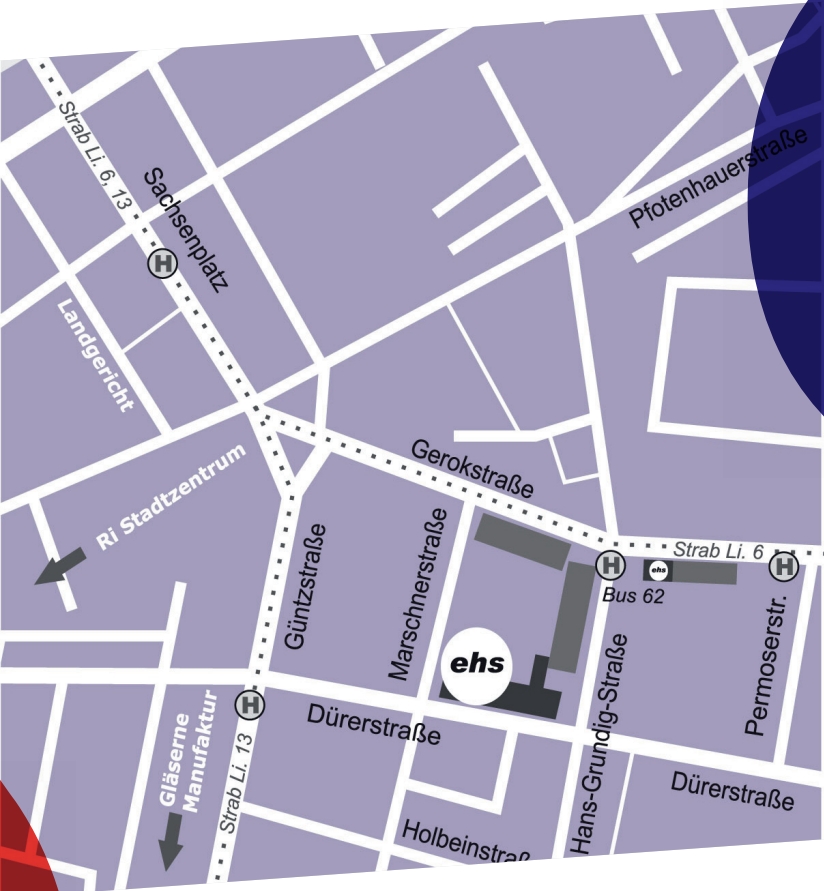 Strab Li. 6, 13
Sachsenplatz
H
Pfotenhauerstraße
Landgericht
Ri Stadtzentrum
Gerokstraße
Strab Li. 6
H
ehs
H
Bus 62
Güntzstraße
Marschnerstraße
ehs
Permoserstr.
Hans-Grundig-Straße
H
Dürerstraße
Gläserne
Manufaktur
Strab Li. 13
Dürerstraße
Holbeinstraß